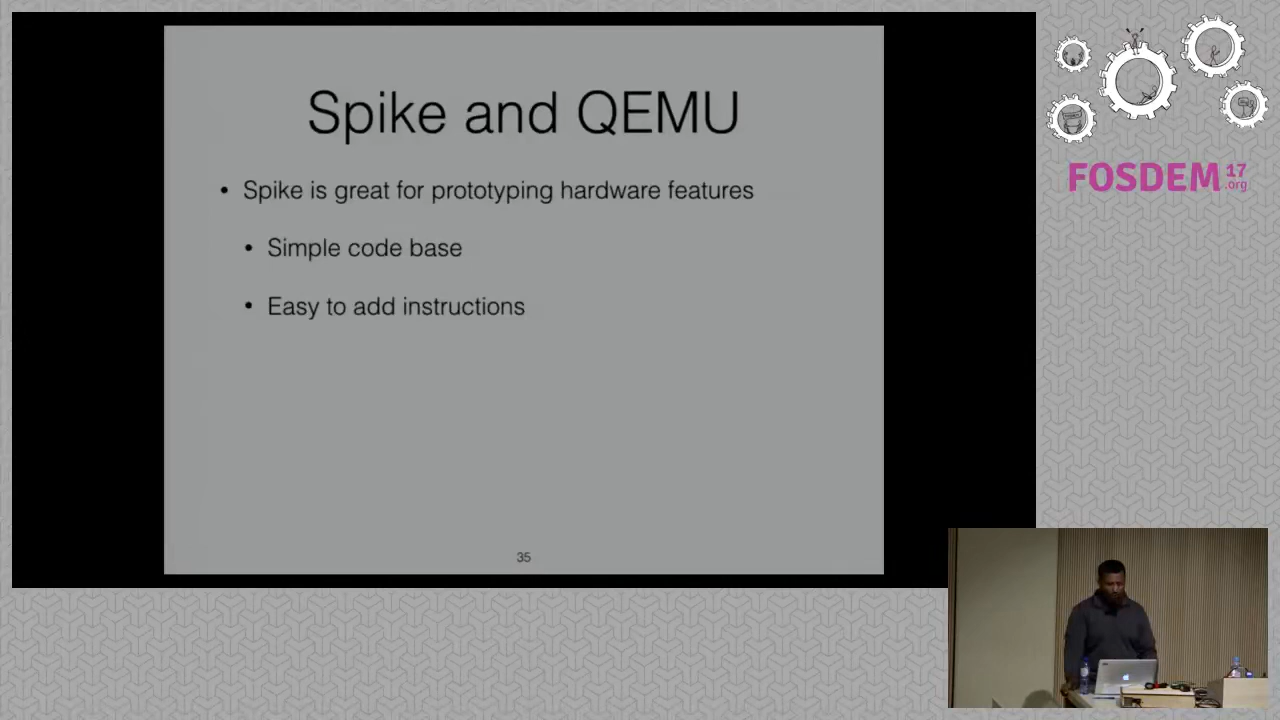 Spike and QEMU
• Spike is great for prototyping hardware features
• Simple code base
• Easy to add instructions
35
FOSDEM 17
.org